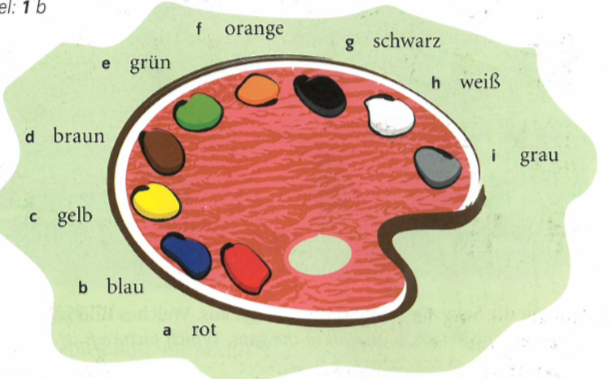 el: 1 b
f orange
g schwarz
e grün
h weiß
d braun
i grau
c gelb
b blau
a rot